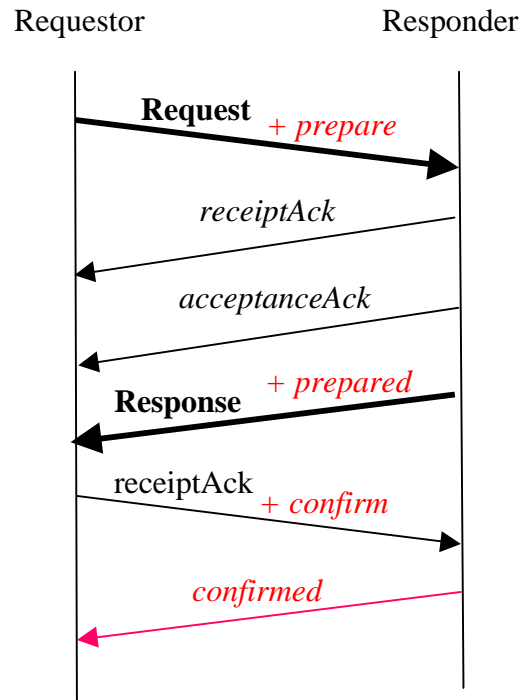 Requestor Responder
Request + prepare
receiptAck
acceptanceAck
+ prepared
Response
receiptAck
+ confirm
confirmed